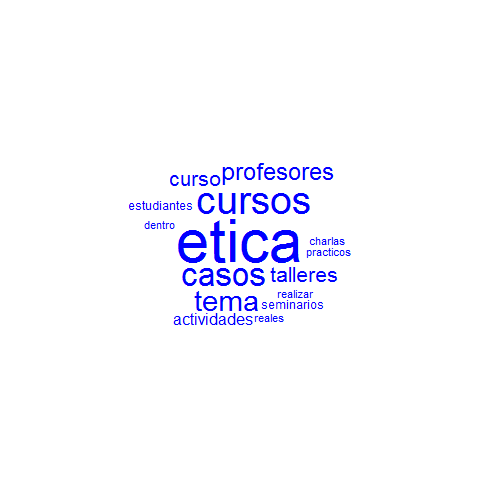 profesores
curso
cursos
estudiantes
dentro
etica
charlas
practicos
casos
talleres
realizar
tema
seminarios
actividades
reales